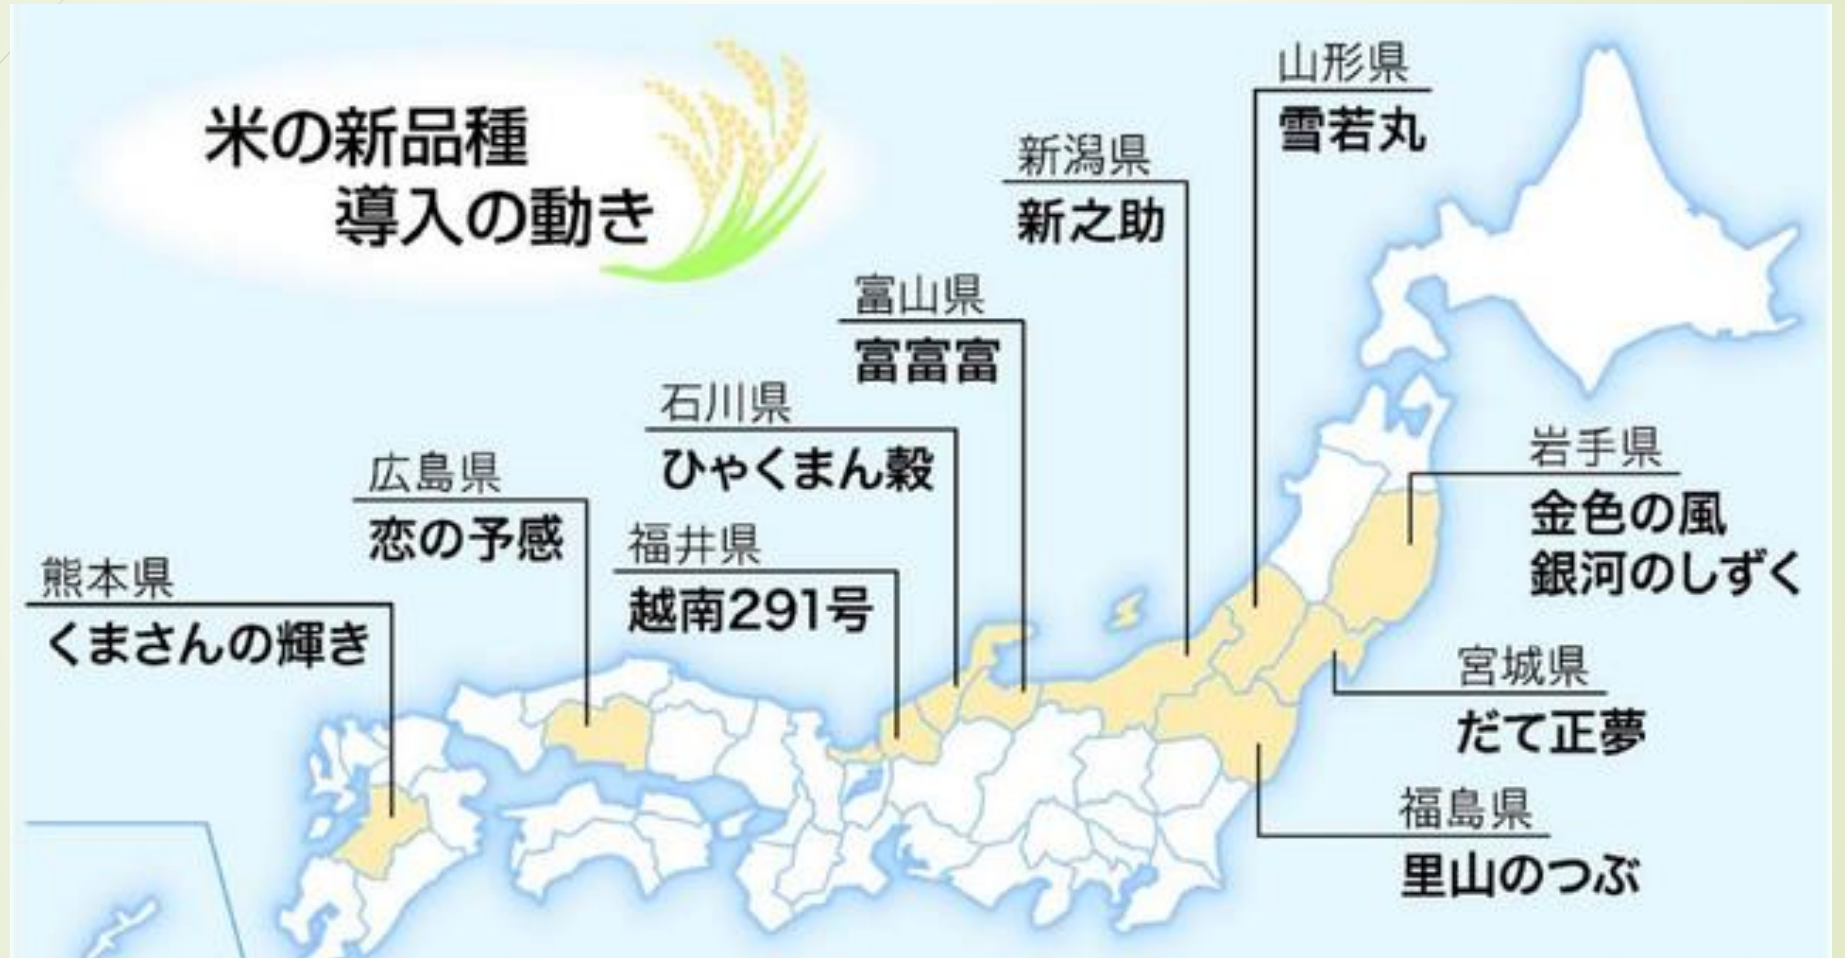 米の新品種
導入の動き
山形県
雪若丸
新潟県
新之助
富山県
富富富
石川県
ひゃくまん穀
広島県
恋の予感
福井県
越南291号
熊本県
くまさんの輝き
岩手県
金色の風
銀河のしずく
宮城県
だて正夢
福島県
里山のつぶ